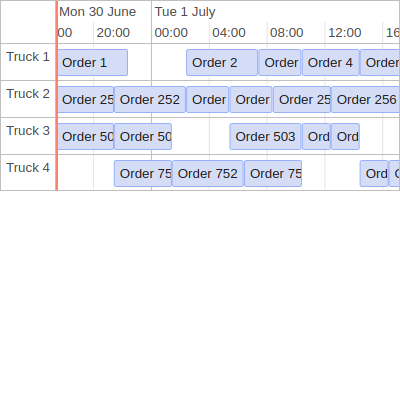 Mon 30 June Tue 1 July
00 20:00 00:00 04:00 08:00 12:00 16
Truck 1 Order 1 Order 2 Order Order 4 Order
Truck 2 Order 25 Order 252 Order Order Order 25 Order 256
Truck 3 Order 50 Order 50 Order 503 Ord Ord
Truck 4 Order 75 Order 752 Order 75 Ord